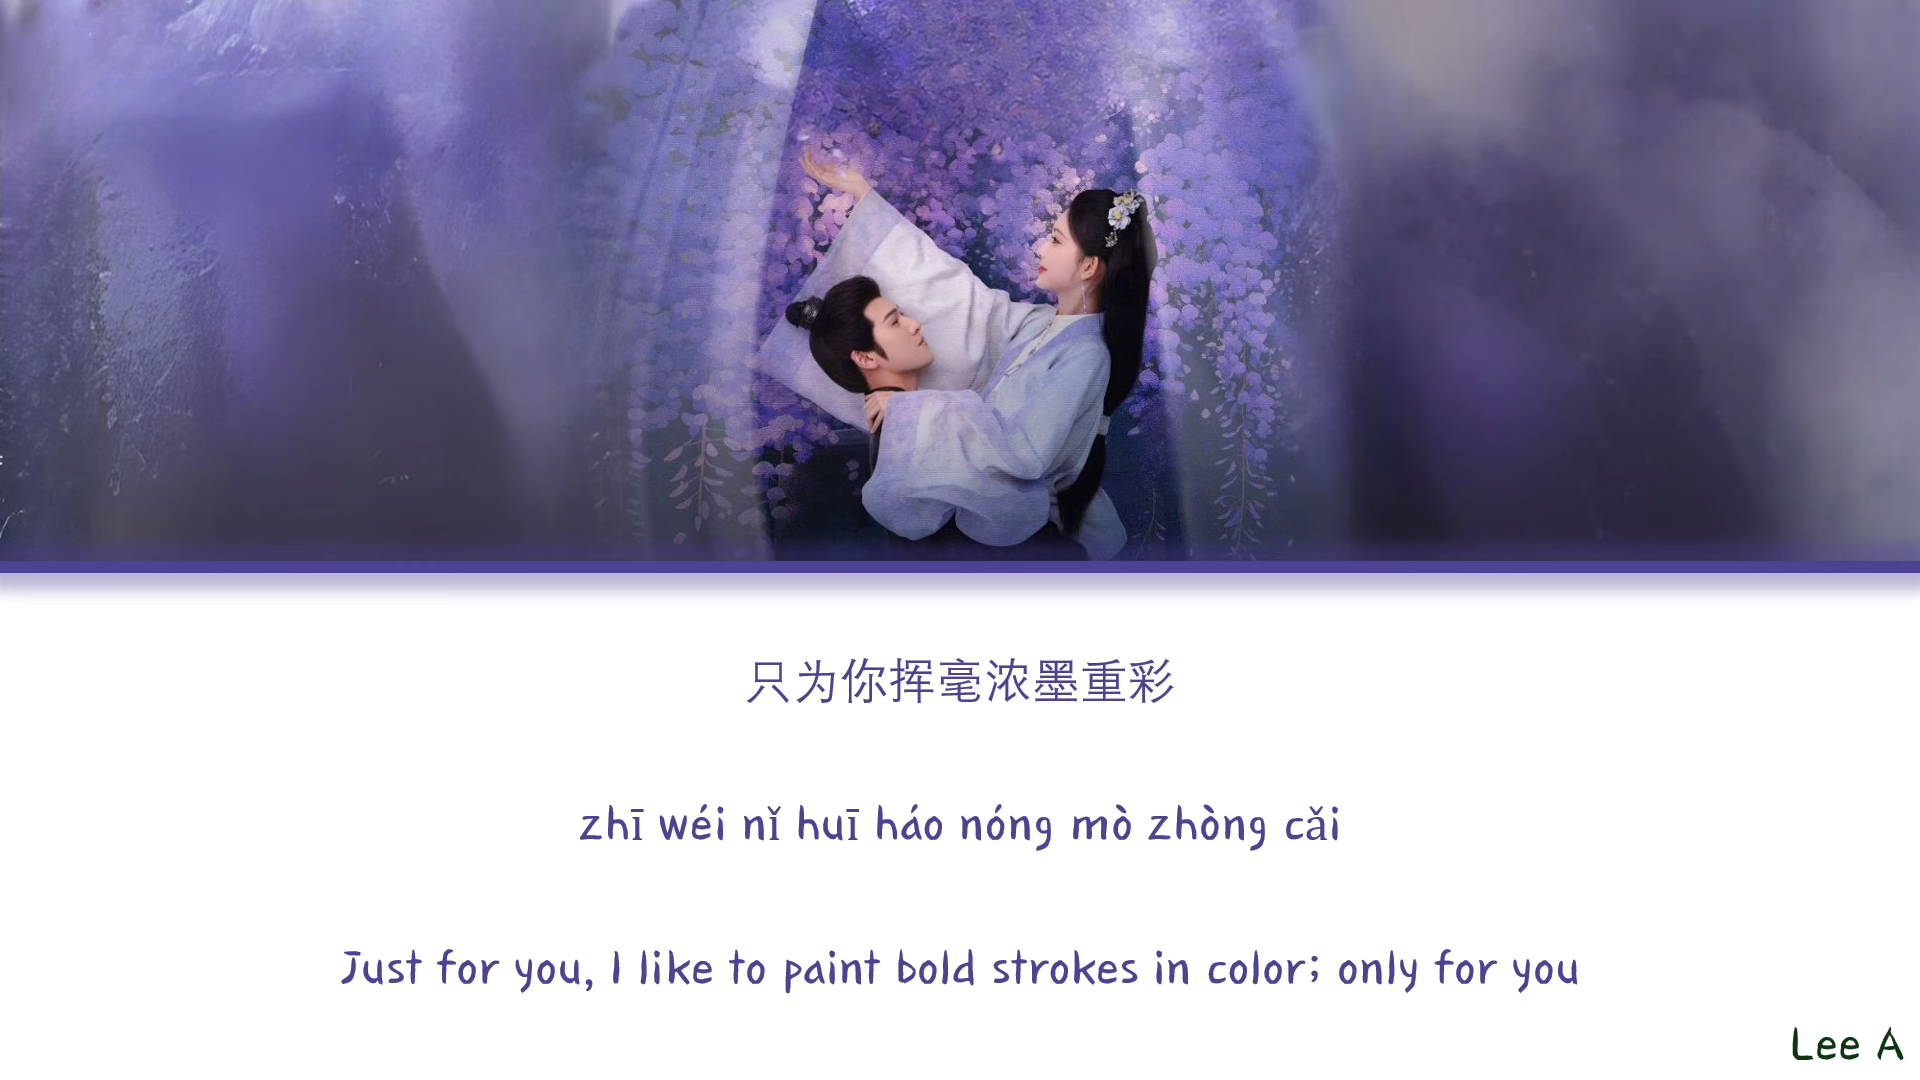 只为你挥毫浓墨重彩
zhī wéi nǐ huī háo nóng mò zhòng cǎi
Just for you, I like to paint bold strokes in color; only for you
Lee A